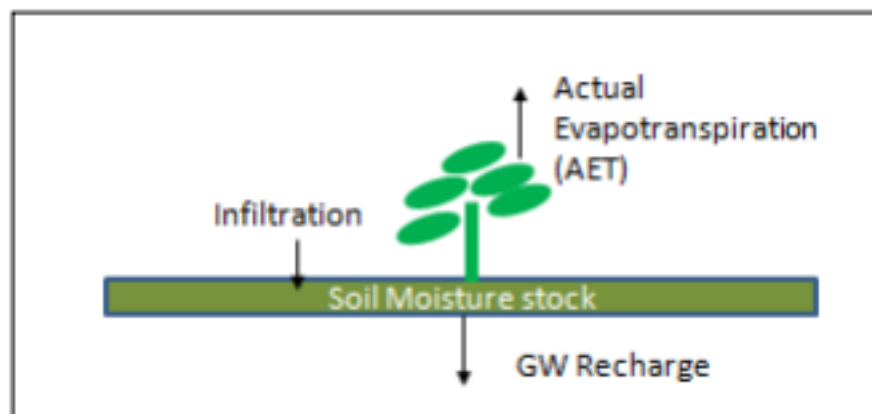 Actual
Evapotranspiration
(AET)
Infiltration
Soil Moisture stock
GW Recharge